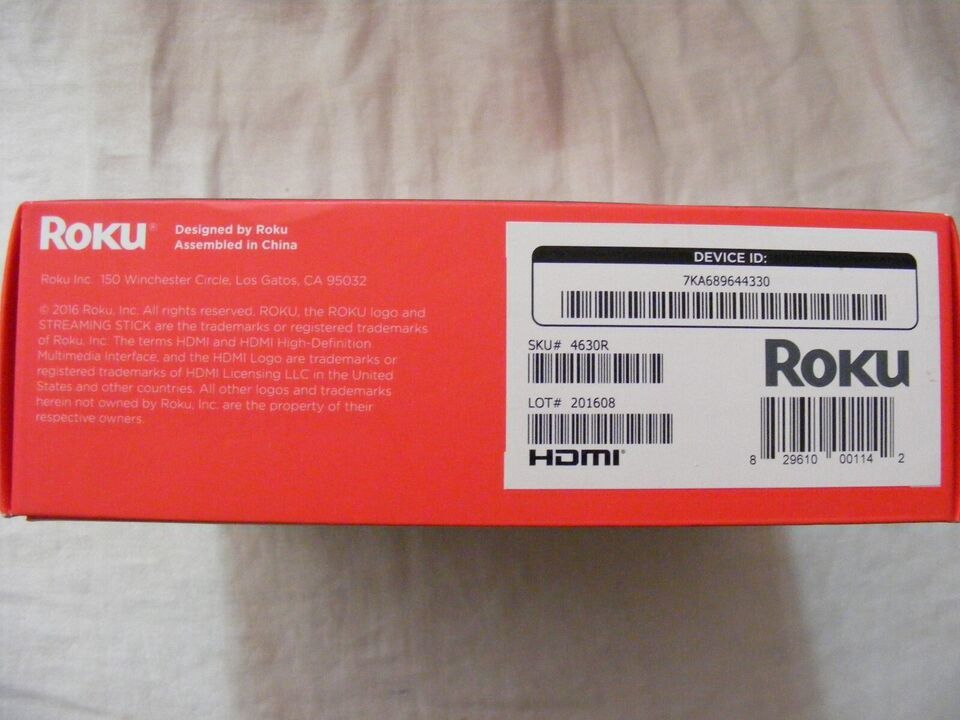 Roku®
Designed by Roku
Assembled in China
Roku Inc. 150 Winchester Circle, Los Gatos, CA 95032
© 2016 Roku, Inc. All rights reserved. ROKU, the ROKU logo and
STREAMING STICK are the trademarks or registered trademarks
of Roku, Inc. The terms HDMI and HDMI High-Definition
Multimedia Interface, and the HDMI Logo are trademarks or
registered trademarks of HDMI Licensing LLC in the United
States and other countries. All other logos and trademarks
herein not owned by Roku, Inc. are the property of their
respective owners.
DEVICE ID:
7KA689644330
SKU# 4630R
LOT# 201608
HDMI®
Roku
8 29610 00114 2